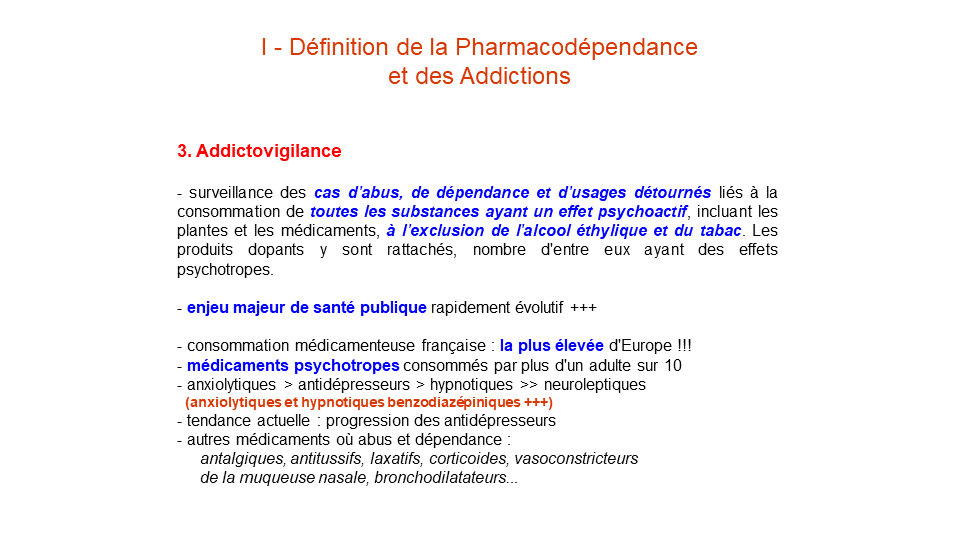 I - Définition de la Pharmacodépendance
et des Addictions
3. Addictovigilance
- surveillance des cas d'abus, de dépendance et d'usages détournés liés à la
consommation de toutes les substances ayant un effet psychoactif, incluant les
plantes et les médicaments, à l'exclusion de l'alcool éthylique et du tabac. Les
produits dopants y sont rattachés, nombre d'entre eux ayant des effets
psychotropes.
- enjeu majeur de santé publique rapidement évolutif +++
- consommation médicamenteuse française : la plus élevée d'Europe !!!
- médicaments psychotropes consommés par plus d'un adulte sur 10
- anxiolytiques > antidépresseurs > hypnotiques >> neuroleptiques
(anxiolytiques et hypnotiques benzodiazépiniques +++)
- tendance actuelle : progression des antidépresseurs
- autres médicaments où abus et dépendance :
antalgiques, antitussifs, laxatifs, corticoides, vasoconstricteurs
de la muqueuse nasale, bronchodilatateurs...